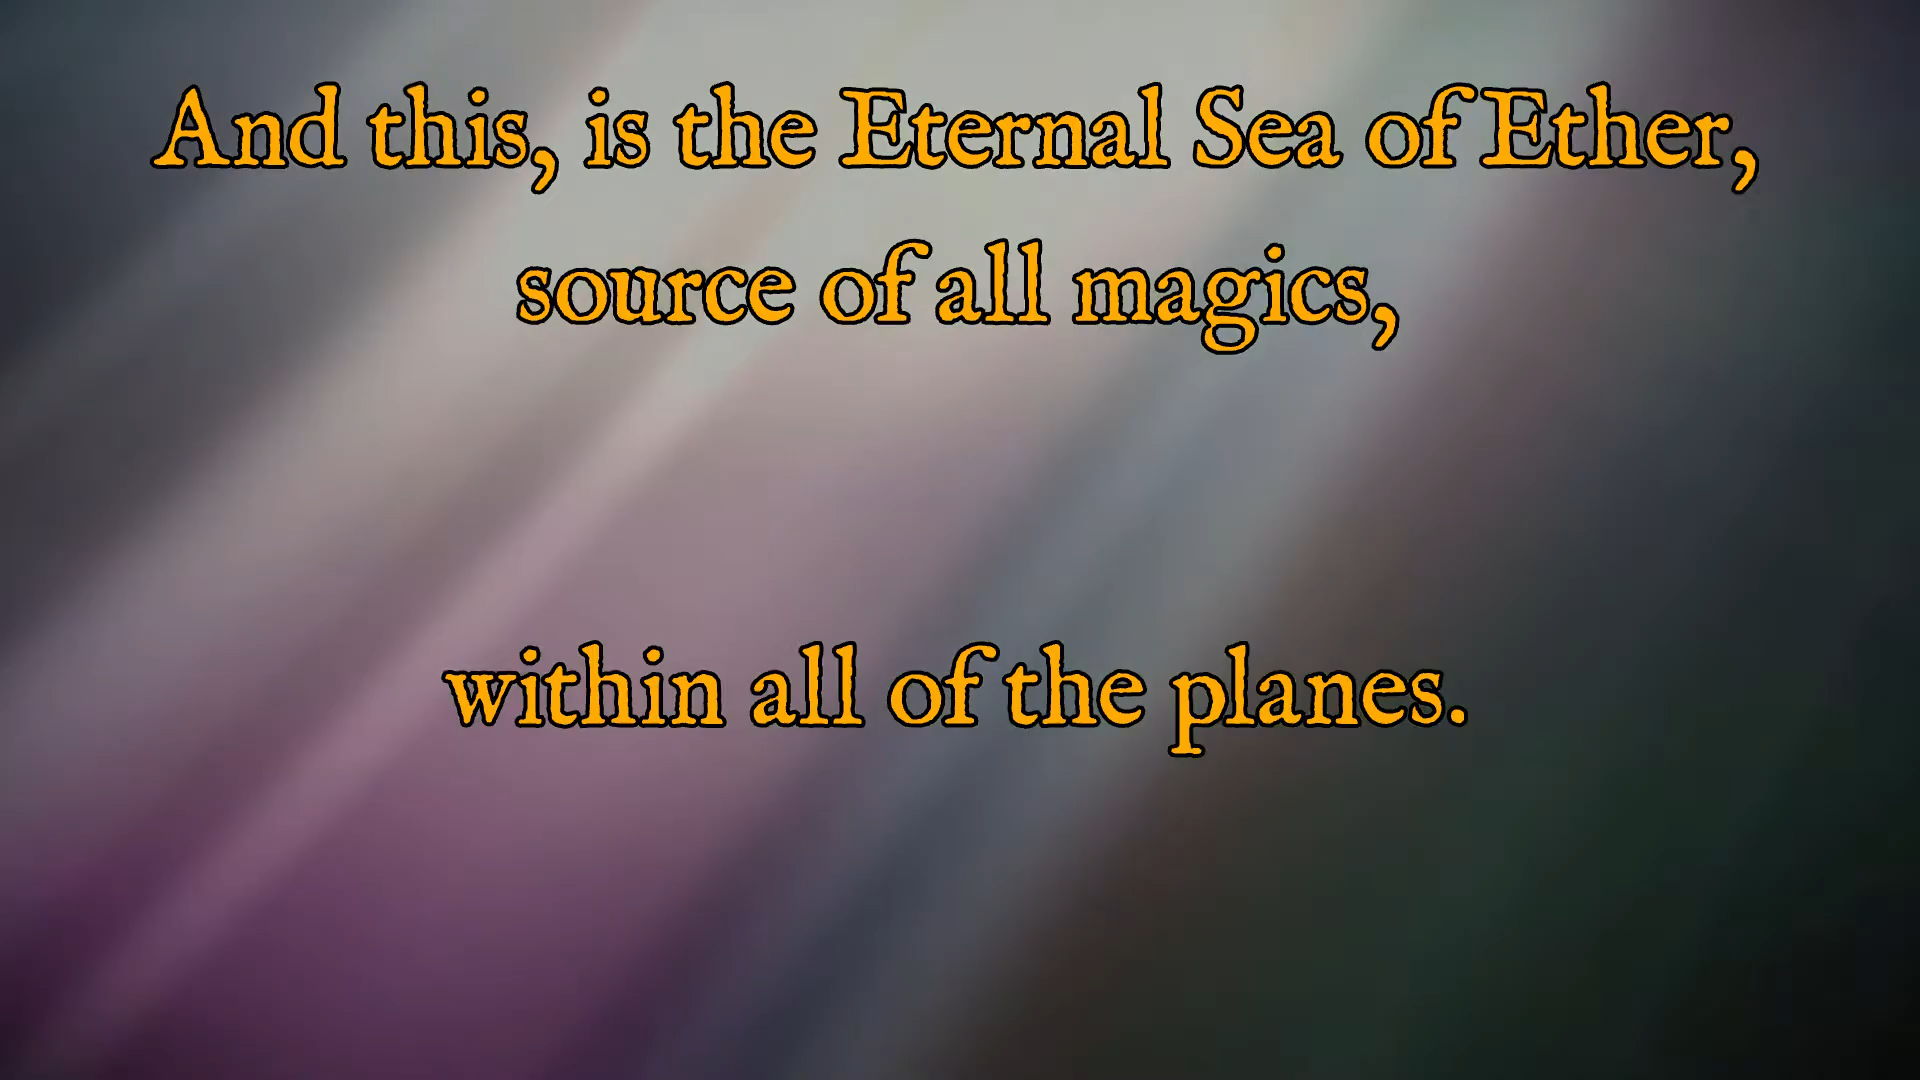 And this, is the Eternal Sea of Ether,
source of all magics,
within all of the planes.